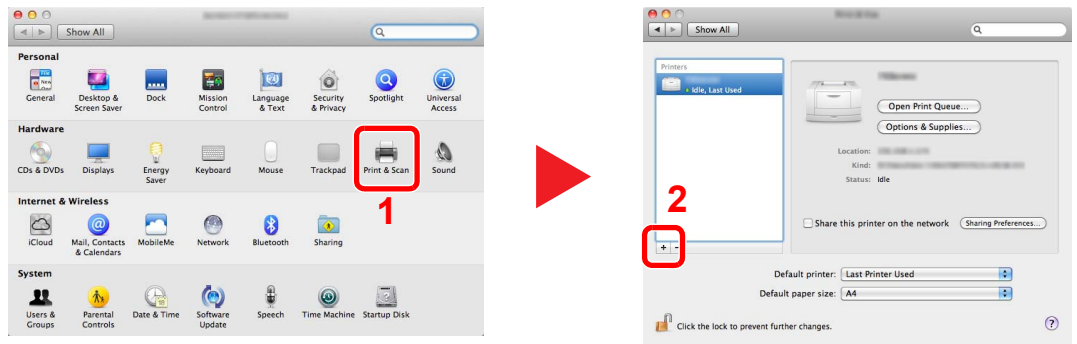 Show All
Personal
General
Desktop & Screen Saver
Dock
Mission Control
Language & Text
Security & Privacy
Spotlight
Universal Access
Hardware
CDs & DVDs
Displays
Energy Saver
Keyboard
Mouse
Trackpad
Print & Scan
Sound
1
Internet & Wireless
iCloud
Mail, Contacts & Calendars
MobileMe
Network
Bluetooth
Sharing
System
Users & Groups
Parental Controls
Date & Time
Software Update
Speech
Time Machine
Startup Disk
Show All
Printers
Idle, Last Used
Open Print Queue...
Options & Supplies...
Location:
Kind:
Status: Idle
2
Share this printer on the network Sharing Preferences...
+ -
Default printer: Last Printer Used
Default paper size: A4
Click the lock to prevent further changes.
?